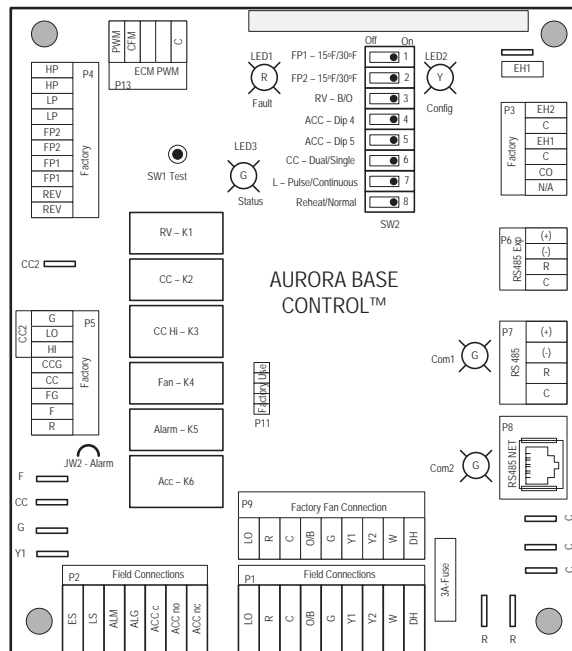 PWM
CFM
C
ECM PWM
P13
HP
HP
LP
LP
FP2
FP2
FP1
FP1
REV
REV
P4
Factory
SW1 Test
LED1
R
Fault
LED3
G
Status
Off
On
FP1 – 15ºF/30ºF
1
FP2 – 15ºF/30ºF
2
RV – B/O
3
ACC – Dip 4
4
ACC – Dip 5
5
CC – Dual/Single
6
L – Pulse/Continuous
7
Reheat/Normal
8
SW2
LED2
Y
Config
EH1
P3
Factory
EH2
C
EH1
C
CO
N/A
RV – K1
CC – K2
CC Hi – K3
Fan – K4
Alarm – K5
Acc – K6
AURORA BASE
CONTROL™
P6
RS485 Exp
(+)
(-)
R
C
CC2
CC2
G
LO
HI
CCG
CC
FG
F
R
P5
Factory
JW2 - Alarm
Factory Use
P11
Com1
G
P7
RS 485
(+)
(-)
R
C
Com2
G
P8
RS485 NET
F
CC
G
Y1
P9
Factory Fan Connection
LO
R
C
O/B
G
Y1
Y2
W
DH
3A-Fuse
C
C
C
R
R
P2
Field Connections
ES
LS
ALM
ALG
ACC c
ACC no
ACC nc
P1
Field Connections
LO
R
C
O/B
G
Y1
Y2
W
DH